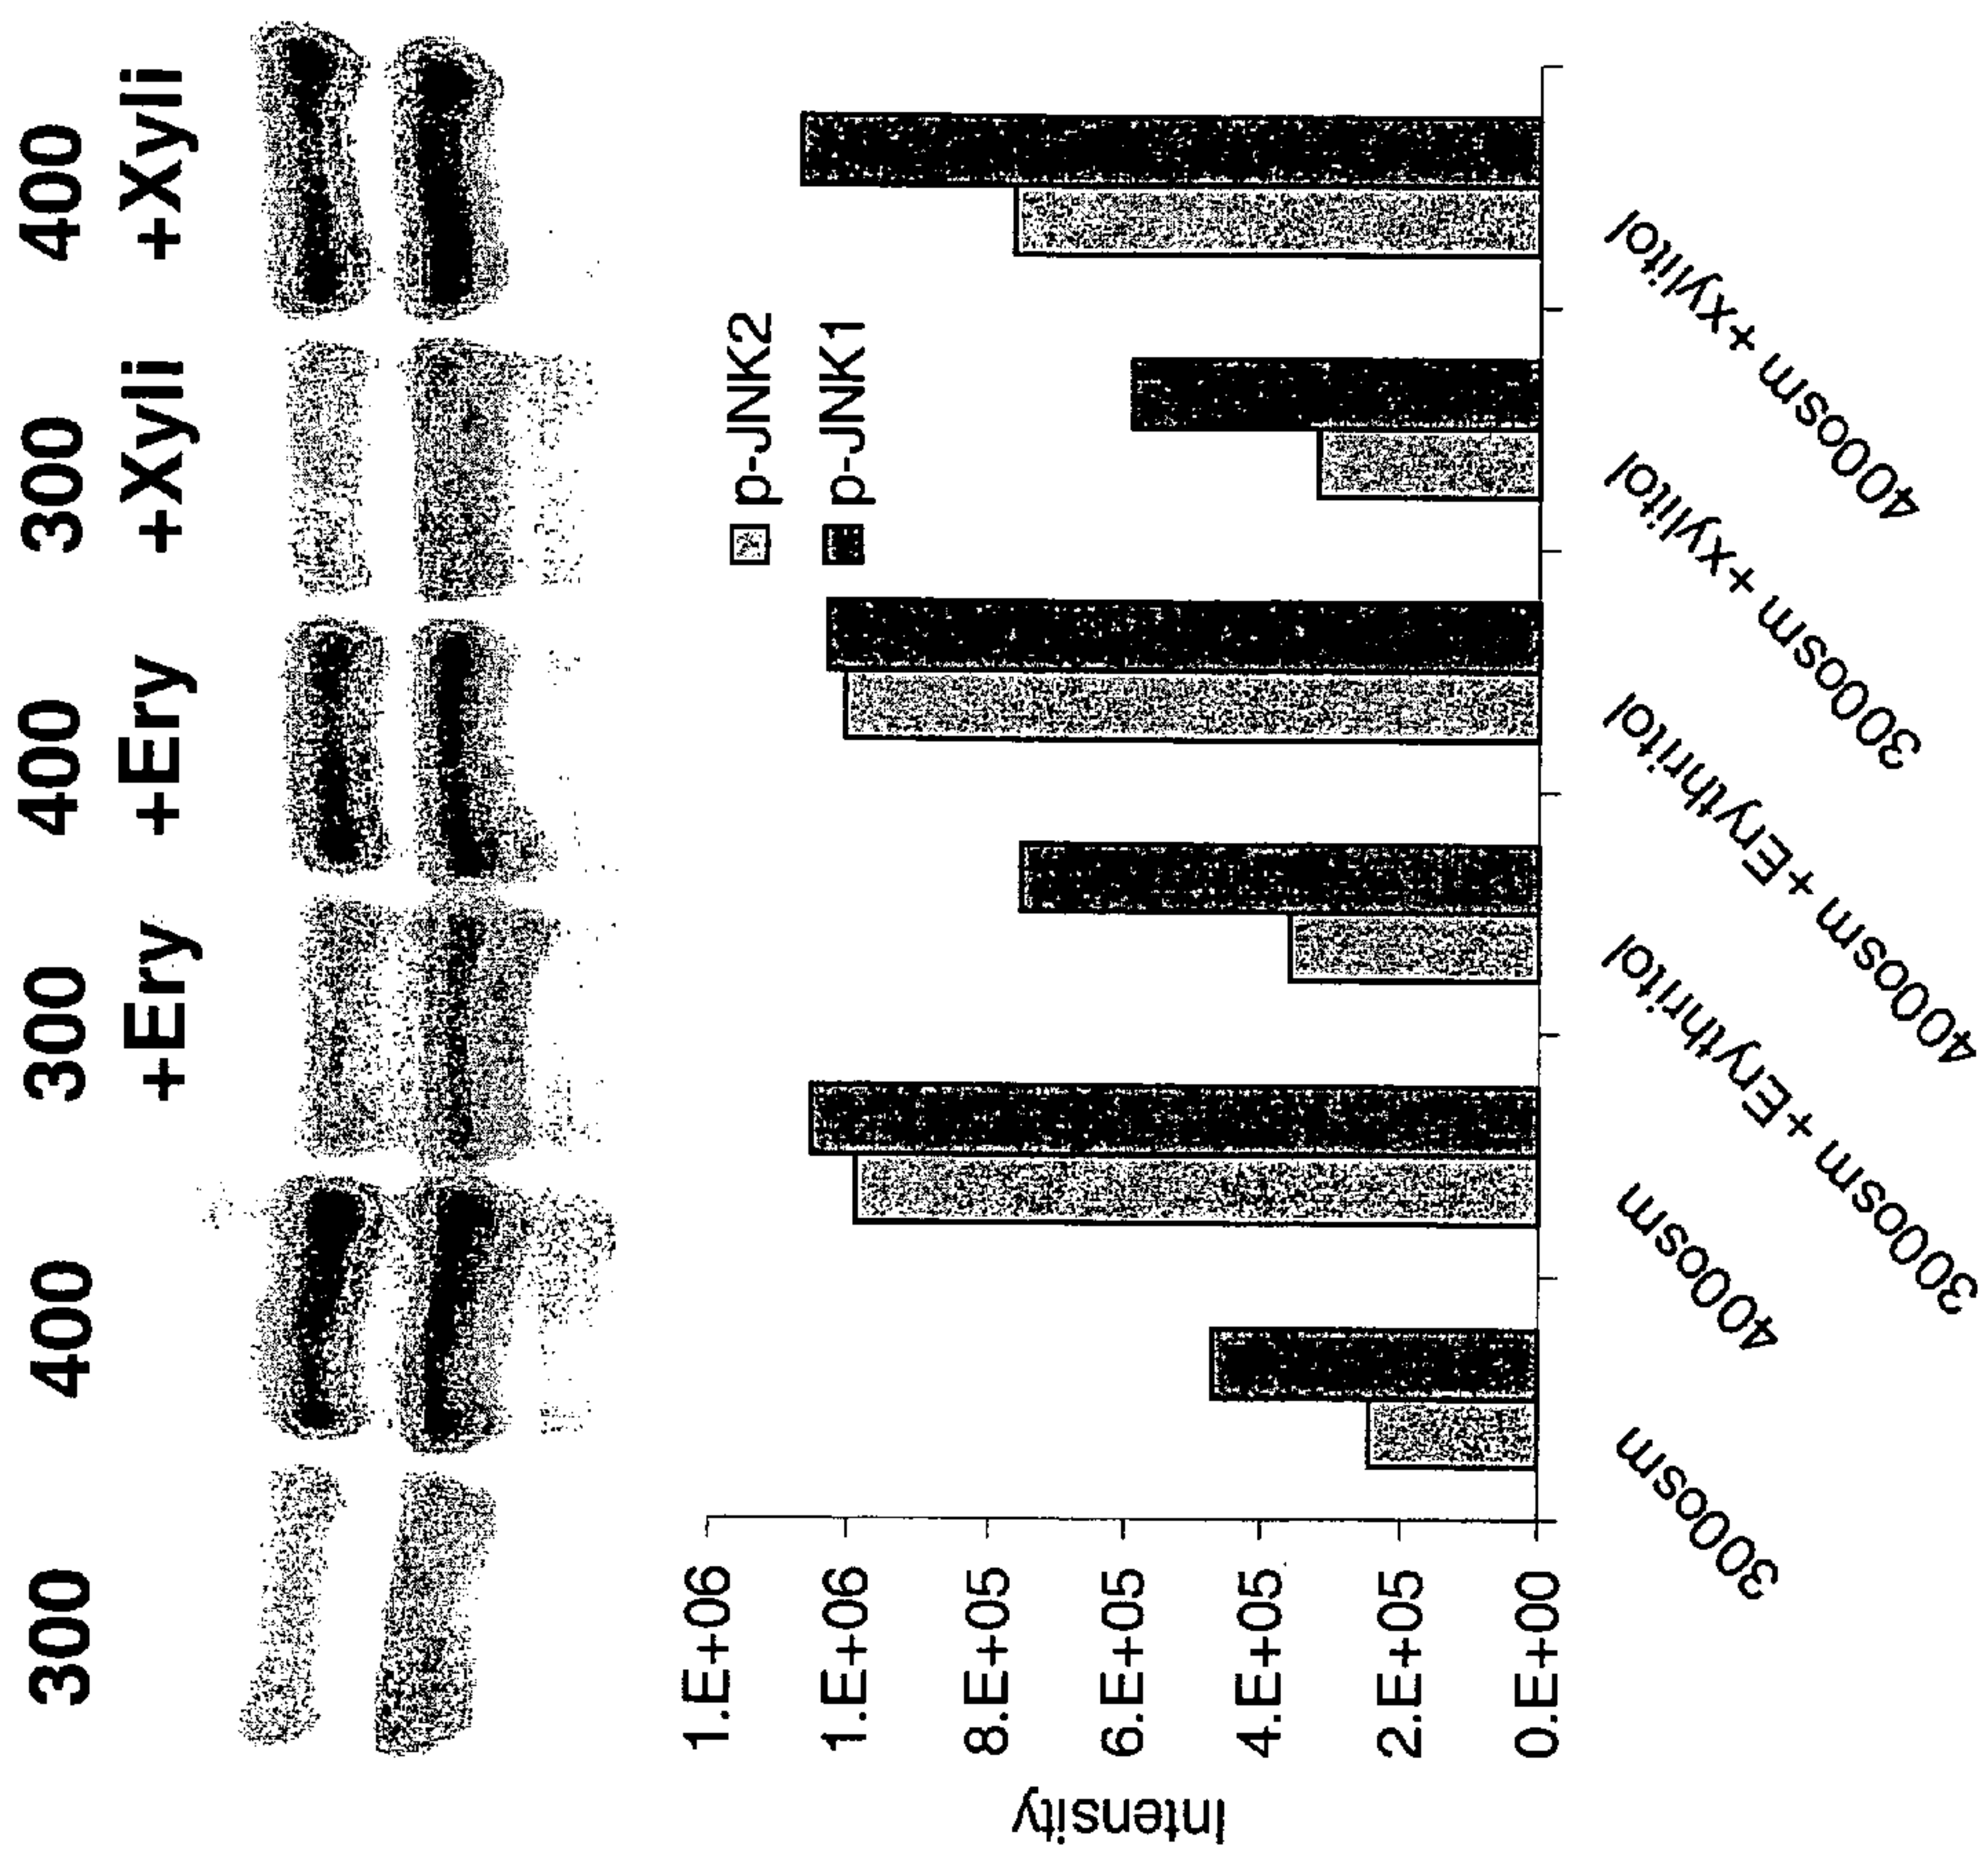 300 400 300 400 300 400
+Ery +Ery +Xyli +Xyli
p-JNK2
p-JNK1
1.E+06
1.E+06
8.E+05
6.E+05
4.E+05
2.E+05
0.E+00
Intensity
300osm
400osm
300osm + Erythritol
400osm + Erythritol
300osm +xylitol
400osm +xylitol